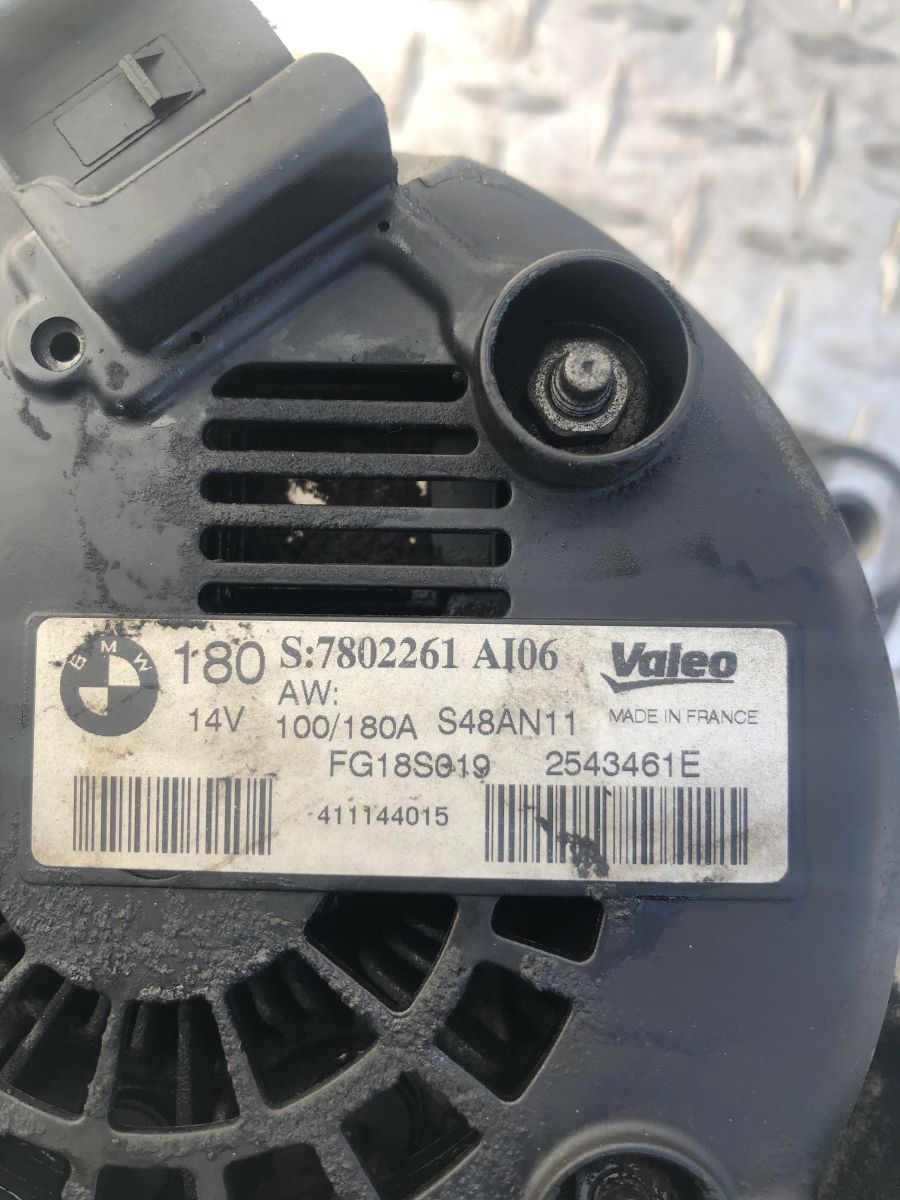 BMW 180 S:7802261 AI06 Valeo
AW:
14V 100/180A S48AN11 MADE IN FRANCE
FG18S019 2543461E
411144015